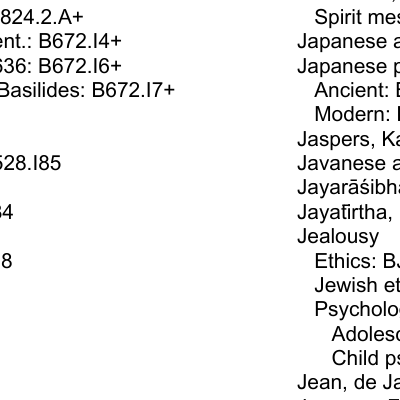 824.2.A+
ent.: B672.I4+
636: B672.I6+
Basilides: B672.I7+
528.I85
34
8
Spirit mes
Japanese a
Japanese p
Ancient: B
Modern:
Jaspers, Ka
Javanese a
Jayarāśibha
Jayatīrtha,
Jealousy
Ethics: BJ
Jewish et
Psycholo
Adolesc
Child ps
Jean, de Ja